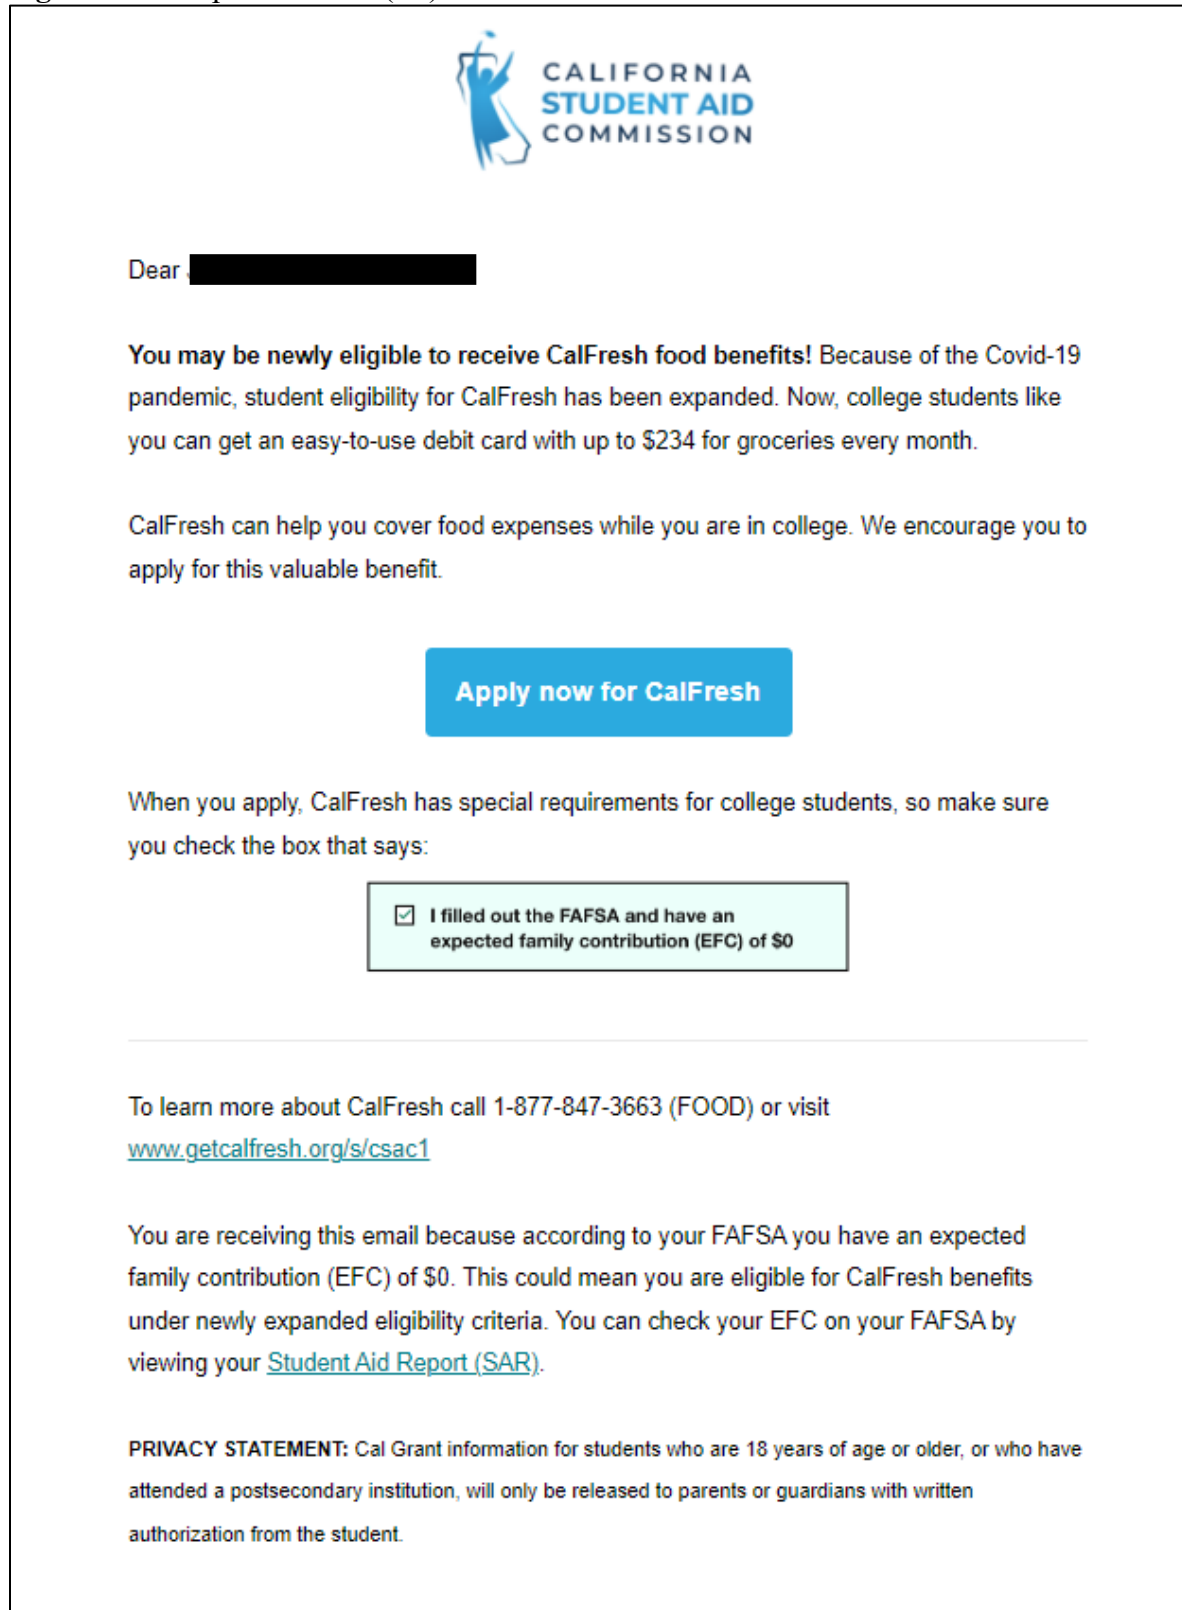 CALIFORNIA
STUDENT AID
COMMISSION
Dear
You may be newly eligible to receive CalFresh food benefits! Because of the Covid-19
pandemic, student eligibility for CalFresh has been expanded. Now, college students like
you can get an easy-to-use debit card with up to $234 for groceries every month.
CalFresh can help you cover food expenses while you are in college. We encourage you to
apply for this valuable benefit.
Apply now for CalFresh
When you apply, CalFresh has special requirements for college students, so make sure
you check the box that says:
I filled out the FAFSA and have an
expected family contribution (EFC) of $0
To learn more about CalFresh call 1-877-847-3663 (FOOD) or visit
www.getcalfresh.org/s/csac1
You are receiving this email because according to your FAFSA you have an expected
family contribution (EFC) of $0. This could mean you are eligible for CalFresh benefits
under newly expanded eligibility criteria. You can check your EFC on your FAFSA by
viewing your Student Aid Report (SAR).
PRIVACY STATEMENT: Cal Grant information for students who are 18 years of age or older, or who have
attended a postsecondary institution, will only be released to parents or guardians with written
authorization from the student.